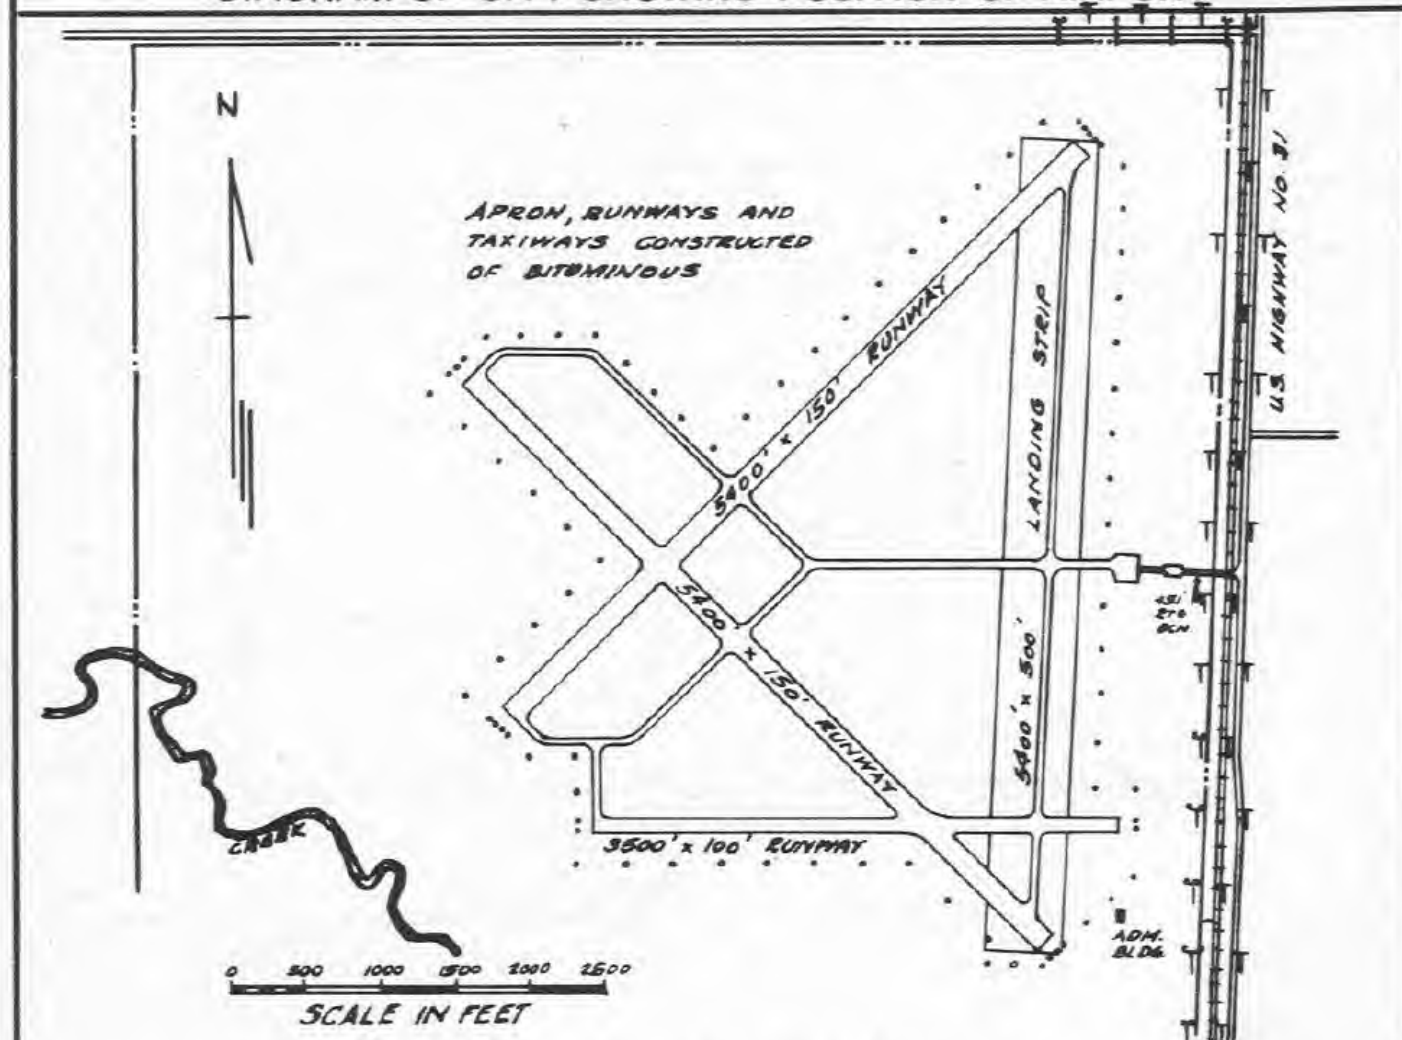 N
APRON, RUNWAYS AND
TAXIWAYS CONSTRUCTED
OF BITUMINOUS
U.S. HIGHWAY NO. 31
5400' x 150' RUNWAY
LANDING STRIP
5400' x 500'
5400 x 150' RUNWAY
3500' x 100' RUNWAY
CREEK
ADM.
BLDG.
0 500 1000 1500 2000 2500
SCALE IN FEET